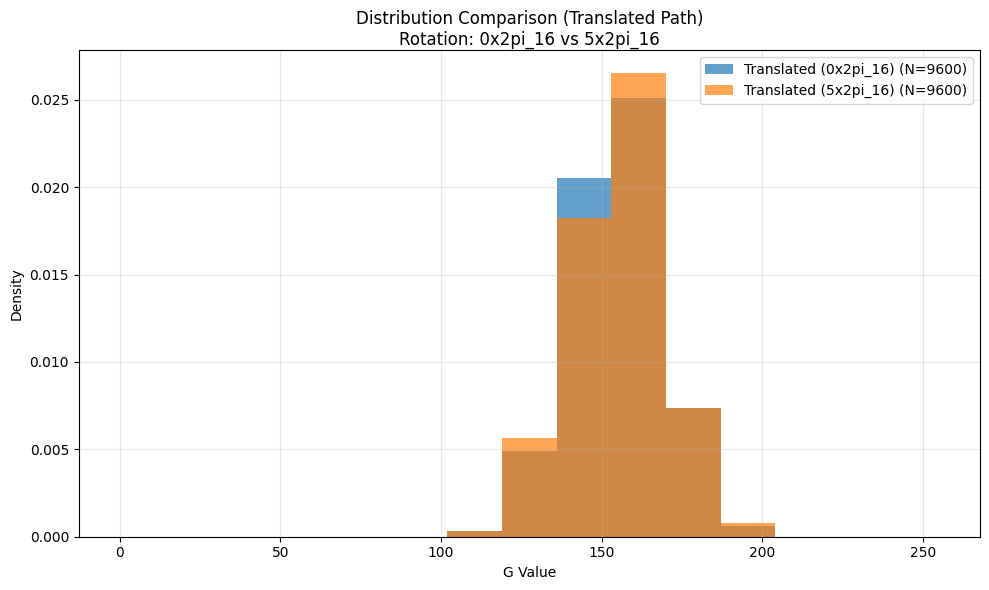 Distribution Comparison (Translated Path)
Rotation: 0x2pi_16 vs 5x2pi_16
Translated (0x2pi_16) (N=9600)
Translated (5x2pi_16) (N=9600)
0.025
0.020
0.015
0.010
0.005
0.000
Density
0 50 100 150 200 250
G Value